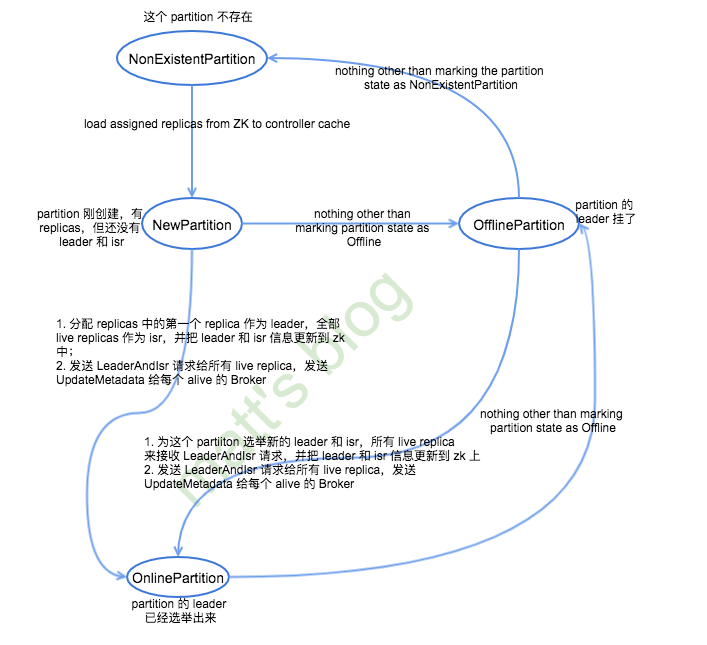 这个 partition 不存在
NonExistentPartition
nothing other than marking the partition
state as NonExistentPartition
load assigned replicas from ZK to controller cache
partition 刚创建，有
replicas，但还没有
leader 和 isr
NewPartition
nothing other than
marking partition state as
Offline
OfflinePartition
partition 的
leader 挂了
1. 分配 replicas 中的第一个 replica 作为 leader，全部
live replicas 作为 isr，并把 leader 和 isr 信息更新到 zk
中；
2. 发送 LeaderAndIsr 请求给所有 live replica，发送
UpdateMetadata 给每个 alive 的 Broker
matt's blog
nothing other than marking
partition state as Offline
1. 为这个 partiiton 选举新的 leader 和 isr，所有 live replica
来接收 LeaderAndIsr 请求，并把 leader 和 isr 信息更新到 zk 上
2. 发送 LeaderAndIsr 请求给所有 live replica，发送
UpdateMetadata 给每个 alive 的 Broker
OnlinePartition
partition 的 leader
已经选举出来